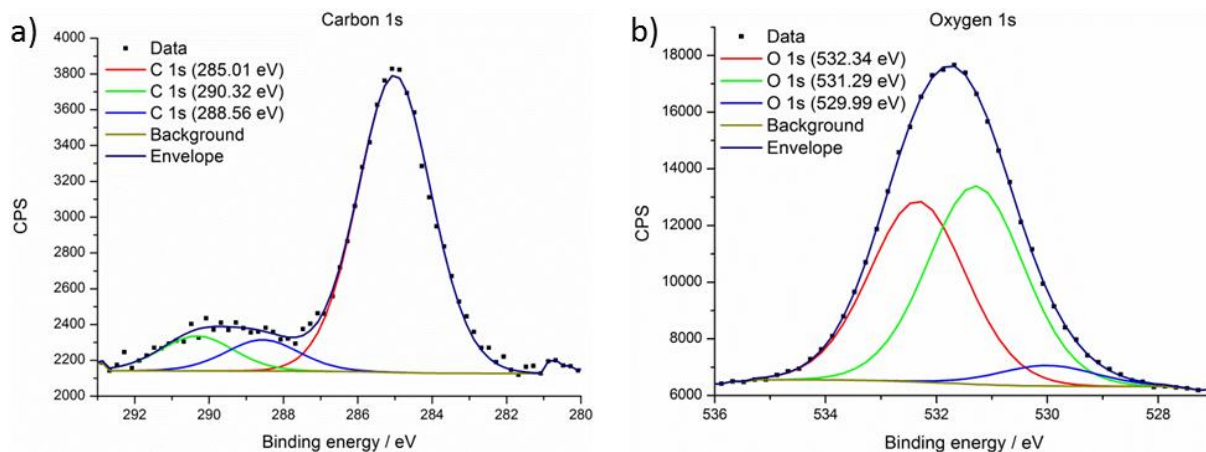 a)
Carbon 1s
Data
C 1s (285.01 eV)
C 1s (290.32 eV)
C 1s (288.56 eV)
Background
Envelope
4000
3800
3600
3400
3200
3000
2800
2600
2400
2200
2000
CPS
292 290 288 286 284 282 280
Binding energy / eV
b)
Oxygen 1s
Data
O 1s (532.34 eV)
O 1s (531.29 eV)
O 1s (529.99 eV)
Background
Envelope
18000
16000
14000
12000
10000
8000
6000
CPS
536 534 532 530 528
Binding energy / eV